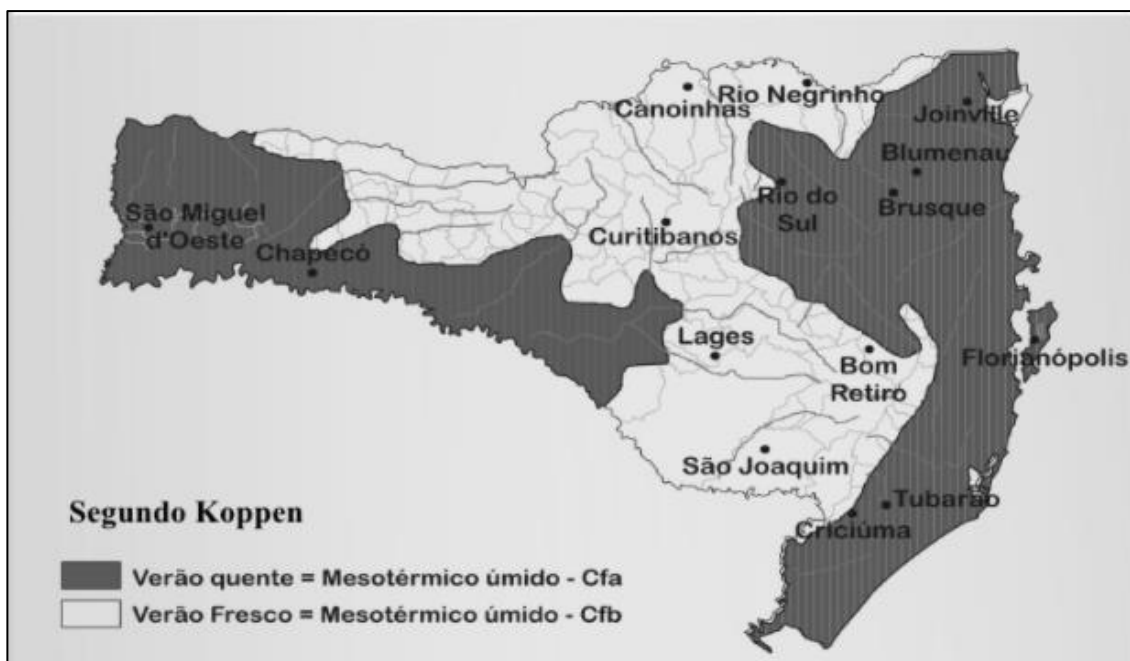 Canoinhas
Rio Negrinho
Joinville
Blumenau
Rio do
Sul
Brusque
São Miguel
d'Oeste
Chapecó
Curitibanos
Lages
Bom
Retiro
Florianópolis
São Joaquim
Tubarão
Criciúma
Segundo Koppen
Verão quente = Mesotérmico úmido - Cfa
Verão Fresco = Mesotérmico úmido - Cfb